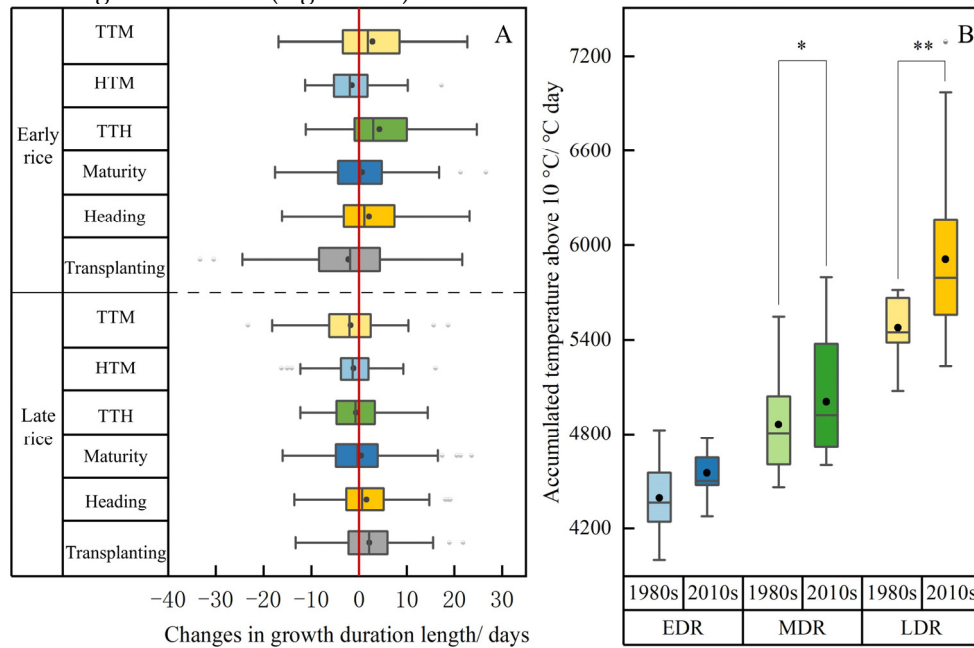 A
Early rice
TTM
HTM
TTH
Maturity
Heading
Transplanting
Late rice
TTM
HTM
TTH
Maturity
Heading
Transplanting
−40 −30 −20 −10 0 10 20 30
Changes in growth duration length/ days
B
Accumulated temperature above 10 °C/ °C day
7200
6600
6000
5400
4800
4200
*
**
1980s 2010s 1980s 2010s 1980s 2010s
EDR MDR LDR